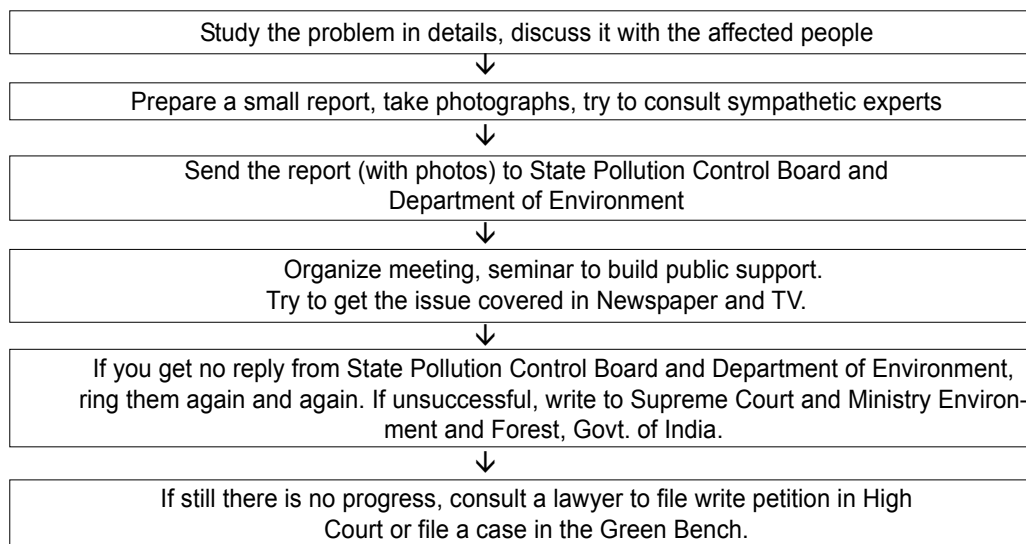 Study the problem in details, discuss it with the affected people
Prepare a small report, take photographs, try to consult sympathetic experts
Send the report (with photos) to State Pollution Control Board and
Department of Environment
Organize meeting, seminar to build public support.
Try to get the issue covered in Newspaper and TV.
If you get no reply from State Pollution Control Board and Department of Environment,
ring them again and again. If unsuccessful, write to Supreme Court and Ministry Environ-
ment and Forest, Govt. of India.
If still there is no progress, consult a lawyer to file write petition in High
Court or file a case in the Green Bench.